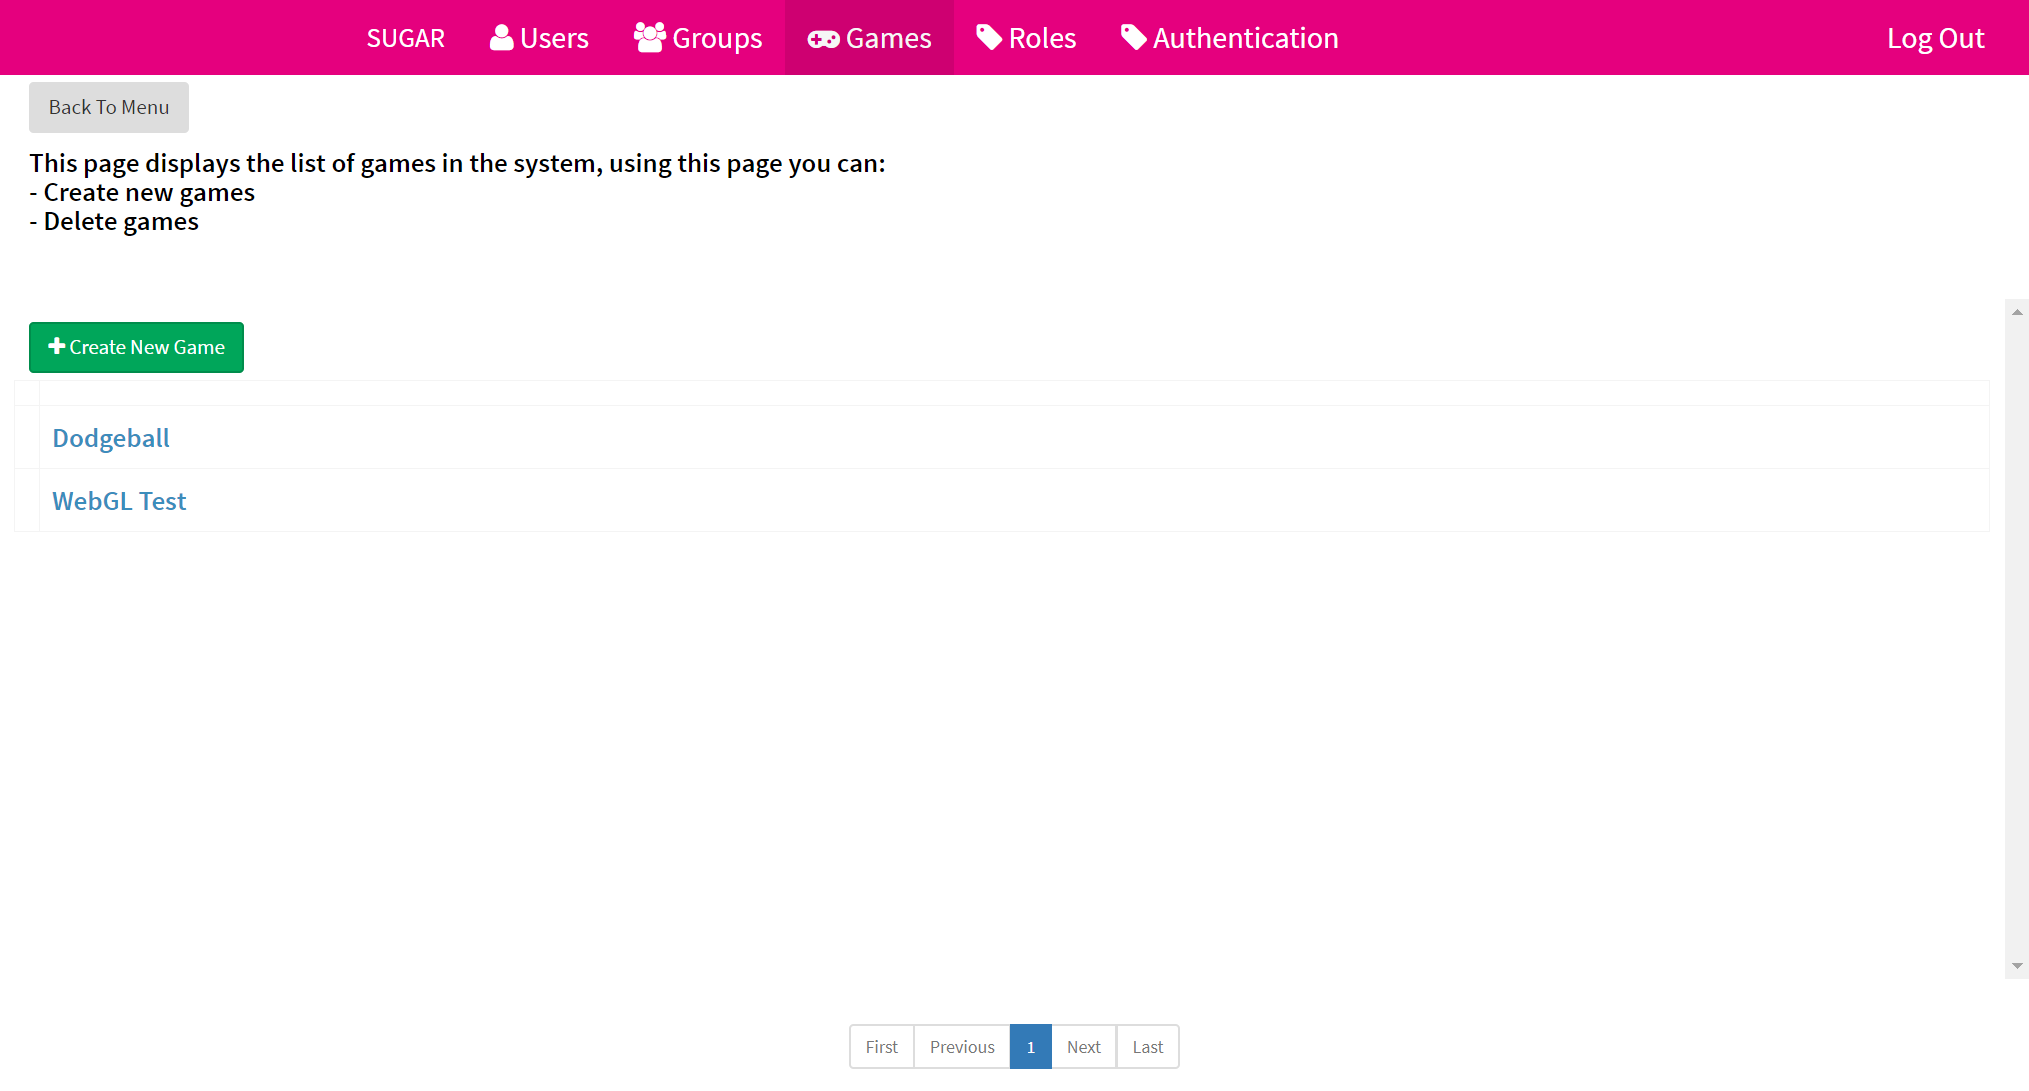 SUGAR Users Groups Games Roles Authentication Log Out
Back To Menu
This page displays the list of games in the system, using this page you can:
- Create new games
- Delete games
Create New Game
Dodgeball
WebGL Test
First Previous 1 Next Last